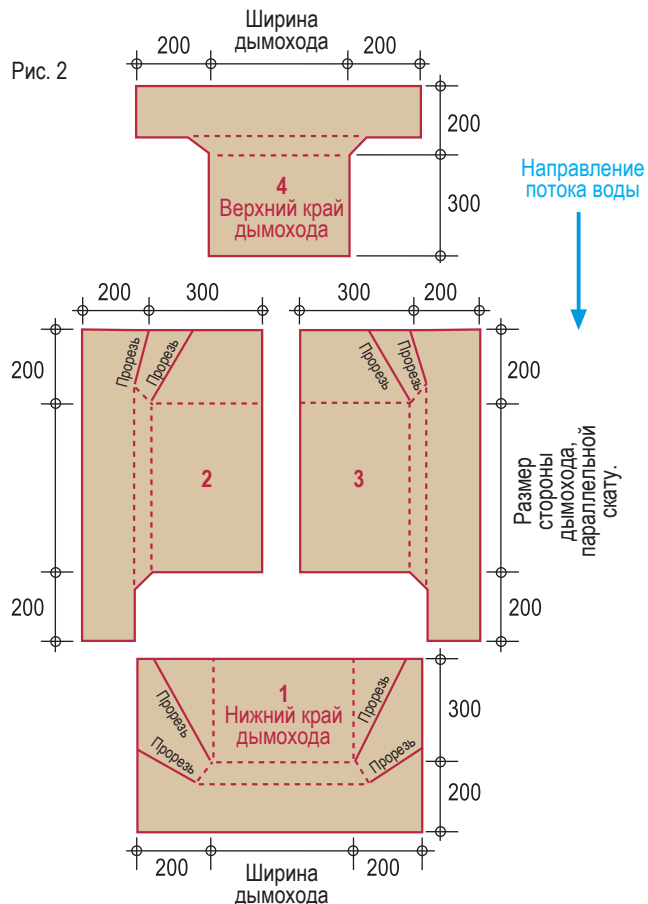 Рис. 2
Ширина
дымохода
200
200
200
300
4
Верхний край
дымохода
Направление
потока воды
200
300
300
200
200
Прорезь
Прорезь
Прорезь
Прорезь
200
2
3
Размер
стороны
дымохода,
параллельной
скату.
200
200
1
Нижний край
дымохода
Прорезь
Прорезь
Прорезь
Прорезь
300
200
200
Ширина
дымохода
200